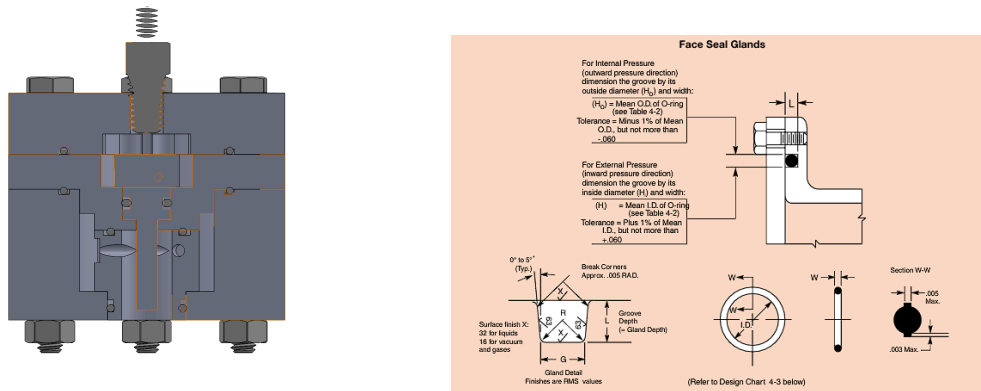 Face Seal Glands
For Internal Pressure
(outward pressure direction)
dimension the groove by its
outside diameter (HO) and width:
(HO) = Mean O.D. of O-ring
(see Table 4-2)
Tolerance = Minus 1% of Mean
O.D., but not more than
-.060
L
For External Pressure
(inward pressure direction)
dimension the groove by its
inside diameter (Hi) and width:
(Hi) = Mean I.D. of O-ring
(see Table 4-2)
Tolerance = Plus 1% of Mean
I.D., but not more than
+.060
0° to 5°
(Typ.)
Break Corners
Approx. .005 RAD.
X
R
63
63
X
Surface finish X:
32 for liquids
16 for vacuum
and gases
L
Groove
Depth
(= Gland Depth)
G
Gland Detail
Finishes are RMS values
W
W
I.D.
W
Section W-W
.005
Max.
.003 Max.
(Refer to Design Chart 4-3 below)